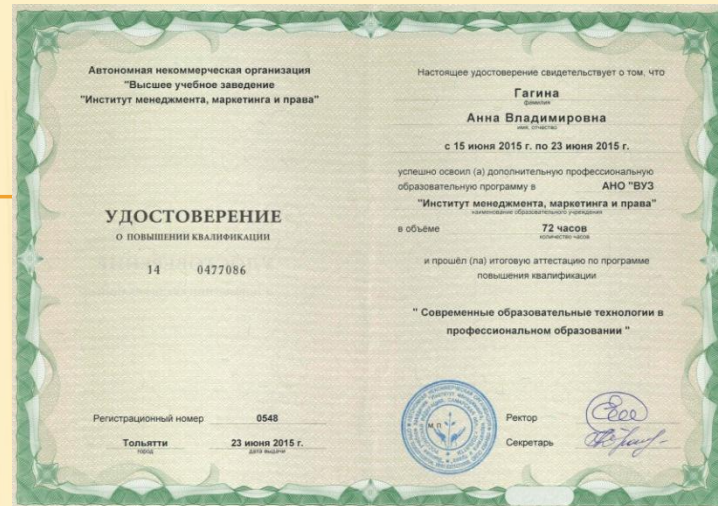 Автономная некоммерческая организация
"Высшее учебное заведение
"Институт менеджмента, маркетинга и права"
УДОСТОВЕРЕНИЕ
О ПОВЫШЕНИИ КВАЛИФИКАЦИИ
14 0477086
Регистрационный номер 0548
Тольятти 23 июня 2015 г.
город дата выдачи
Настоящее удостоверение свидетельствует о том, что
Гагина
фамилия
Анна Владимировна
имя, отчество
с 15 июня 2015 г. по 23 июня 2015 г.
успешно освоил (а) дополнительную профессиональную
образовательную программу в АНО "ВУЗ
"Институт менеджмента, маркетинга и права"
наименование образовательного учреждения
в объёме 72 часов
количество часов
и прошёл (ла) итоговую аттестацию по программе
повышения квалификации
" Современные образовательные технологии в
профессиональном образовании "
М П
Ректор
Секретарь